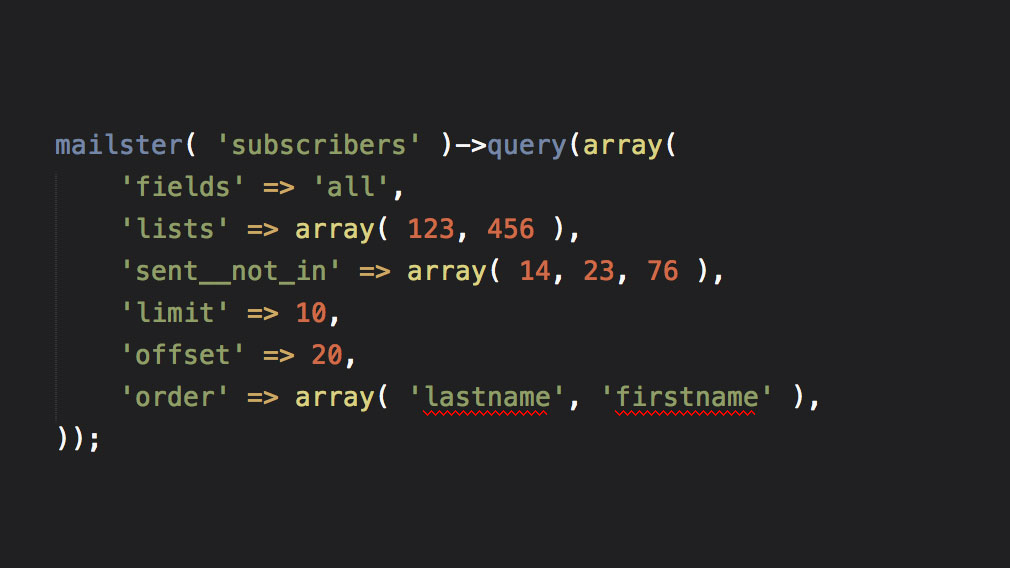 mailster( 'subscribers' )->query(array(
    'fields' => 'all',
    'lists' => array( 123, 456 ),
    'sent__not_in' => array( 14, 23, 76 ),
    'limit' => 10,
    'offset' => 20,
    'order' => array( 'lastname', 'firstname' ),
));